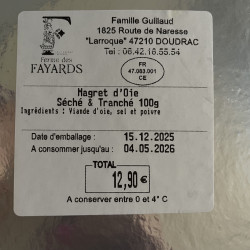 Famille Guillaud
1825 Route de Naresse
"Larroque" 47210 DOUDRAC
Tel : 06.42.16.55.54
Ferme des
FAYARDS
FR
47.083.001
CE
Magret d'Oie
Séché & Tranché 100g
Ingrédients : Viande d'oie, sel et poivre
Date d'emballage : 15.12.2025
A consommer jusqu'au : 04.05.2026
TOTAL
12,90 €
A conserver entre 0 et 4° C